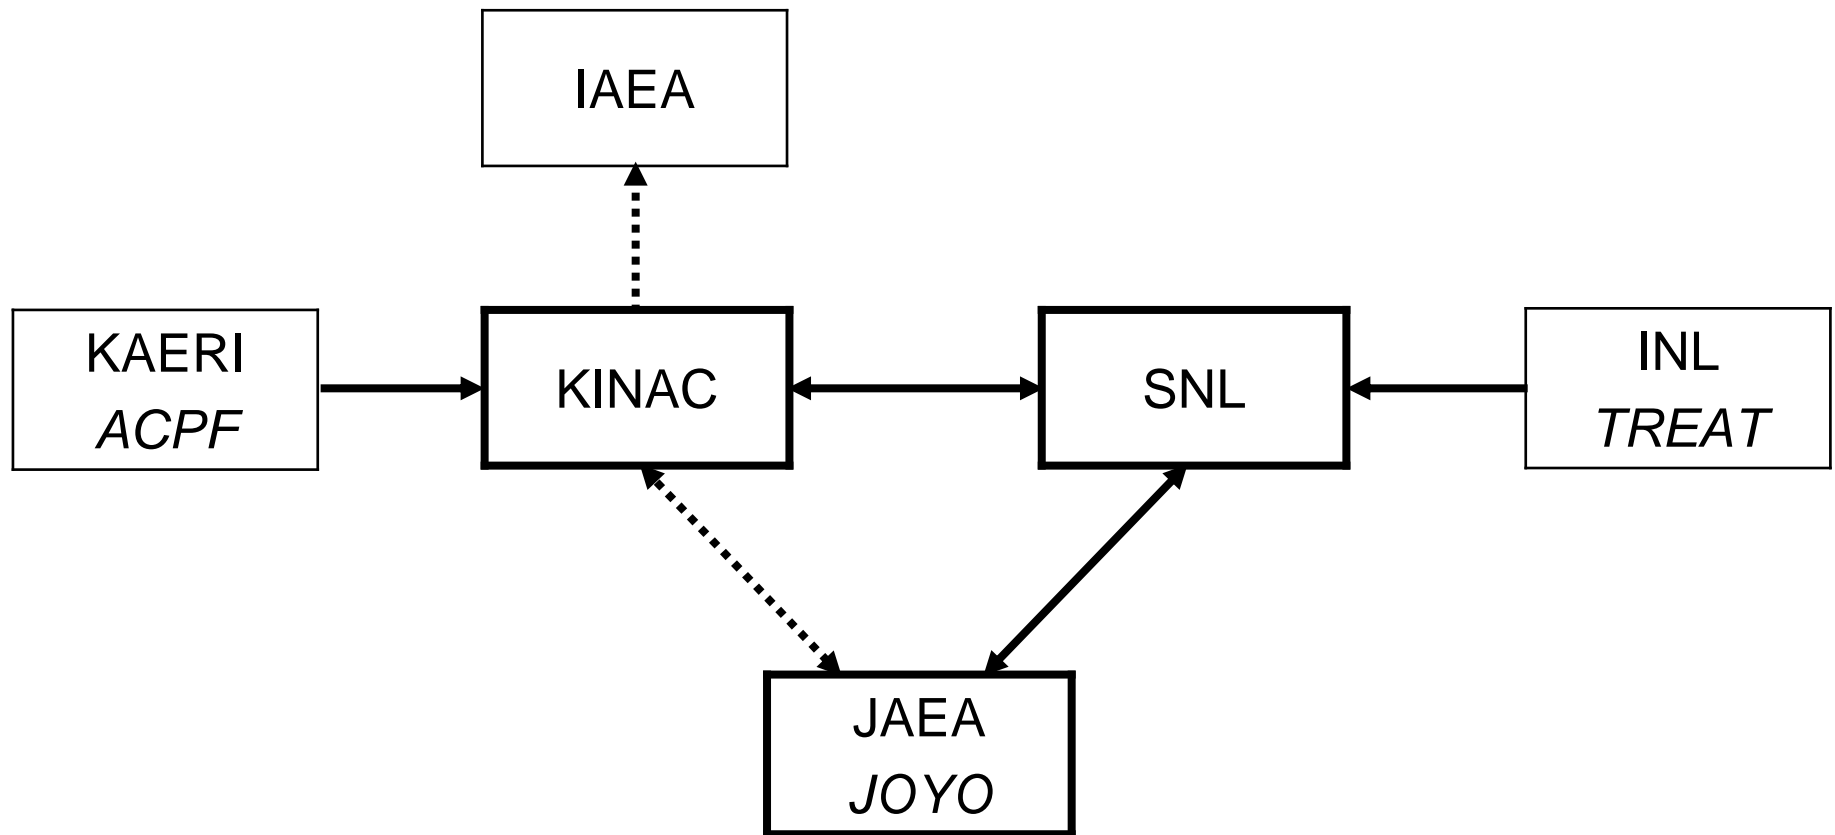 IAEA
KAERI
ACPF
KINAC
SNL
INL
TREAT
JAEA
JOYO